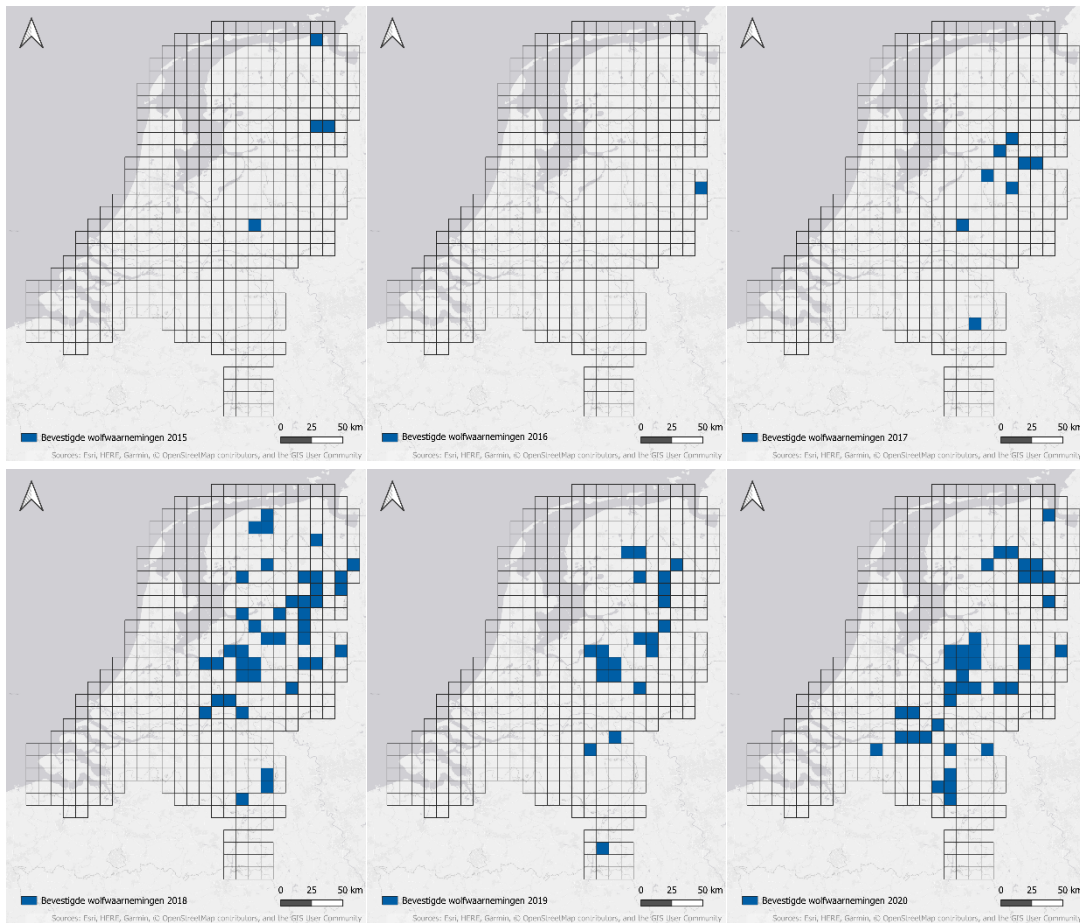 0 25 50 km
Bevestigde wolfwaarnemingen 2015
Sources: Esri, HERE, Garmin, © OpenStreetMap contributors, and the GIS User Community
0 25 50 km
Bevestigde wolfwaarnemingen 2016
Sources: Esri, HERE, Garmin, © OpenStreetMap contributors, and the GIS User Community
0 25 50 km
Bevestigde wolfwaarnemingen 2017
Sources: Esri, HERE, Garmin, © OpenStreetMap contributors, and the GIS User Community
0 25 50 km
Bevestigde wolfwaarnemingen 2018
Sources: Esri, HERE, Garmin, © OpenStreetMap contributors, and the GIS User Community
0 25 50 km
Bevestigde wolfwaarnemingen 2019
Sources: Esri, HERE, Garmin, © OpenStreetMap contributors, and the GIS User Community
0 25 50 km
Bevestigde wolfwaarnemingen 2020
Sources: Esri, HERE, Garmin, © OpenStreetMap contributors, and the GIS User Community